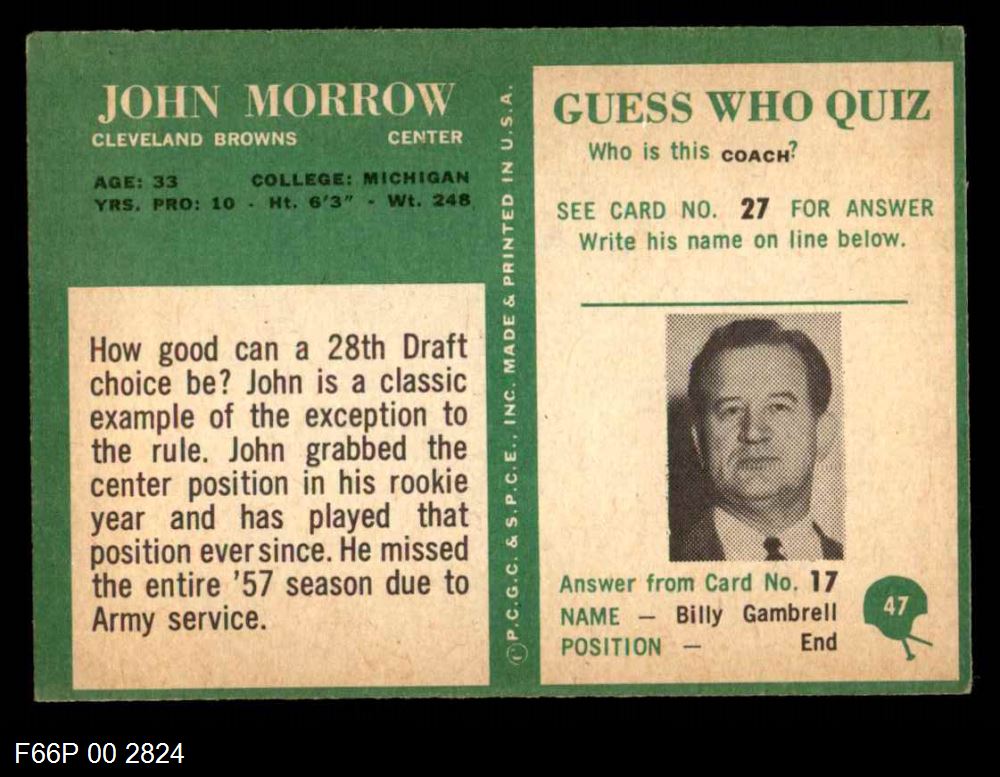 JOHN MORROW
CLEVELAND BROWNS CENTER
AGE: 33 COLLEGE: MICHIGAN
YRS. PRO: 10 - Ht. 6'3" - Wt. 248
How good can a 28th Draft
choice be? John is a classic
example of the exception to
the rule. John grabbed the
center position in his rookie
year and has played that
position ever since. He missed
the entire '57 season due to
Army service.
©P.C.G.C. & S.P.C.E., INC. MADE & PRINTED IN U.S.A.
GUESS WHO QUIZ
Who is this COACH?
SEE CARD NO. 27 FOR ANSWER
Write his name on line below.
Answer from Card No. 17
NAME — Billy Gambrell
POSITION — End
47
F66P 00 2824